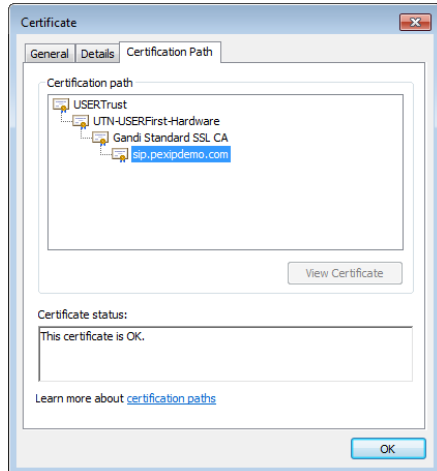 Certificate
General Details Certification Path
Certification path
USERTrust
UTN-USERFirst-Hardware
Gandi Standard SSL CA
sip.pexipdemo.com
View Certificate
Certificate status:
This certificate is OK.
Learn more about certification paths
OK